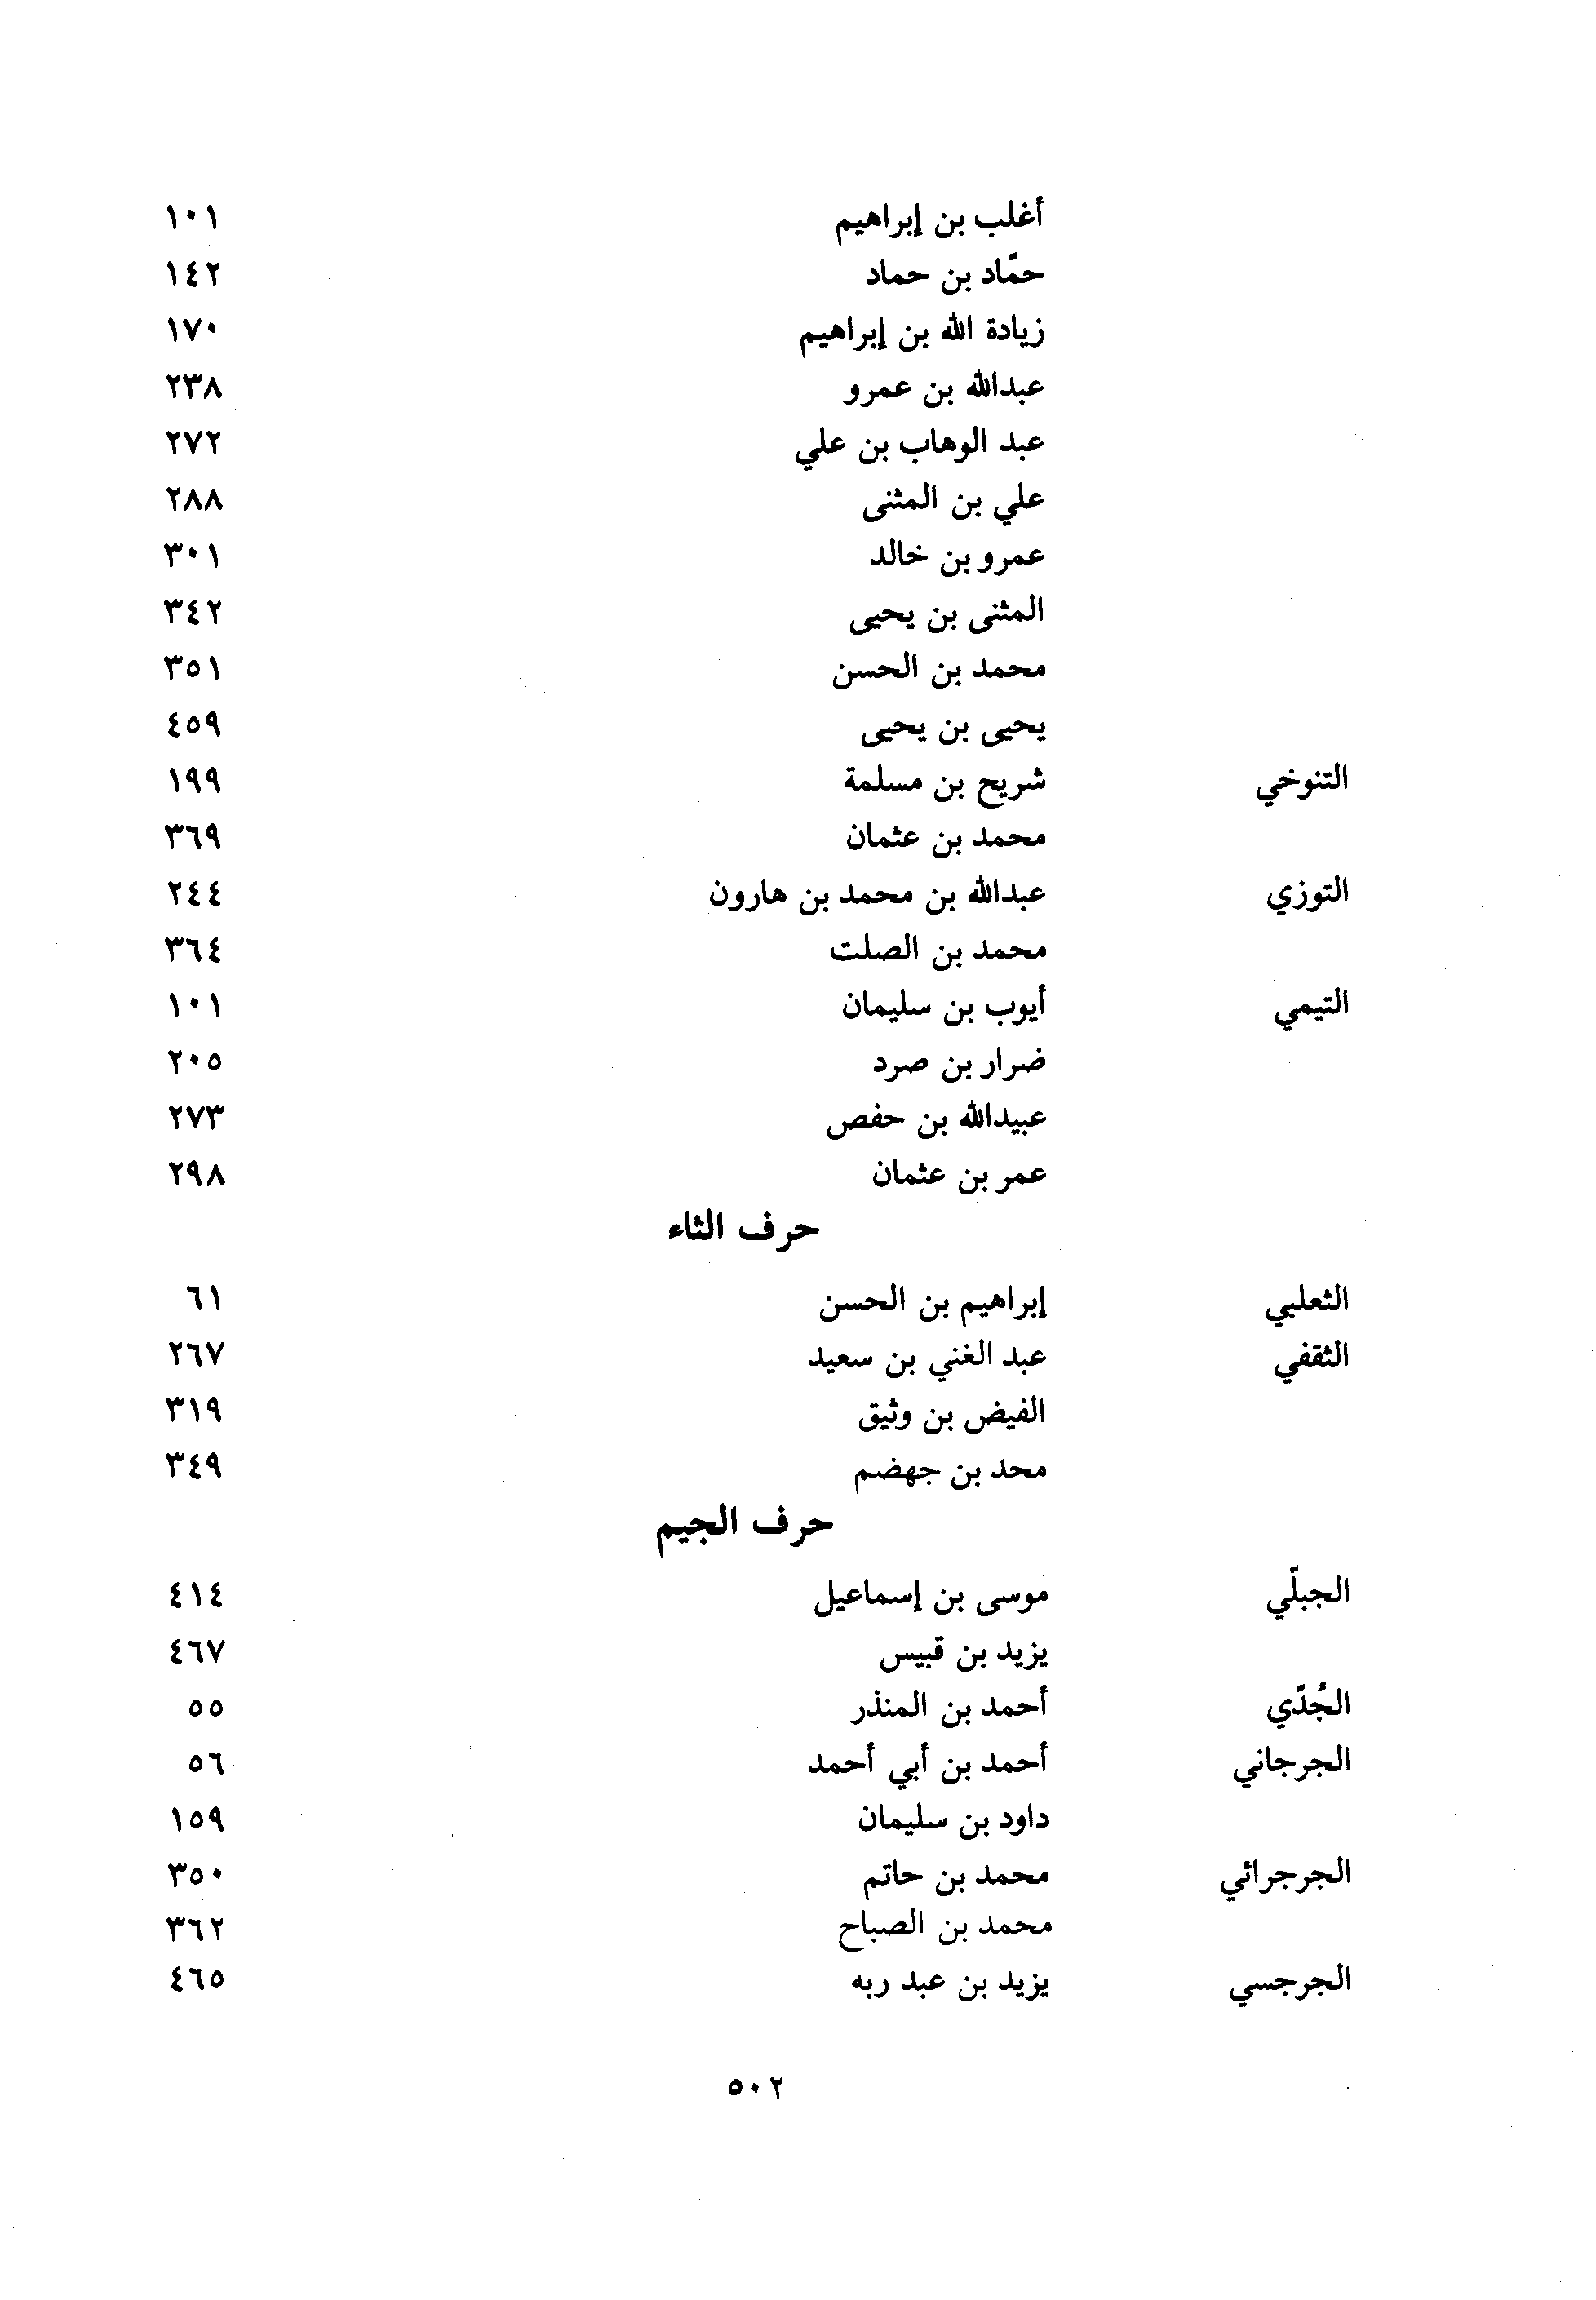 أغلب بن إبراهيم ١٠١
حمّاد بن حماد ١٤٢
زيادة الله بن إبراهيم ١٧٠
عبدالله بن عمرو ٢٣٨
عبد الوهاب بن علي ٢٧٢
علي بن المثنى ٢٨٨
عمرو بن خالد ٣٠١
المثنى بن يحيى ٣٤٢
محمد بن الحسن ٣٥١
يحيى بن يحيى ٤٥٩
التنوخي شريح بن مسلمة ١٩٩
محمد بن عثمان ٣٦٩
التوزي عبدالله بن محمد بن هارون ٢٤٤
محمد بن الصلت ٣٦٤
التيمي أيوب بن سليمان ١٠١
ضرار بن صرد ٢٠٥
عبيدالله بن حفص ٢٧٣
عمر بن عثمان ٢٩٨
حرف الثاء
الثعلبي إبراهيم بن الحسن ٦١
الثقفي عبد الغني بن سعيد ٢٦٧
الفيض بن وثيق ٣١٩
محد بن جهضم ٣٤٩
حرف الجيم
الجبلّي موسى بن إسماعيل ٤١٤
يزيد بن قبيس ٤٦٧
الجُدّي أحمد بن المنذر ٥٥
الجرجاني أحمد بن أبي أحمد ٥٦
داود بن سليمان ١٥٩
الجرجرائي محمد بن حاتم ٣٥٠
محمد بن الصباح ٣٦٢
الجرجسي يزيد بن عبد ربه ٤٦٥
٥٠٢